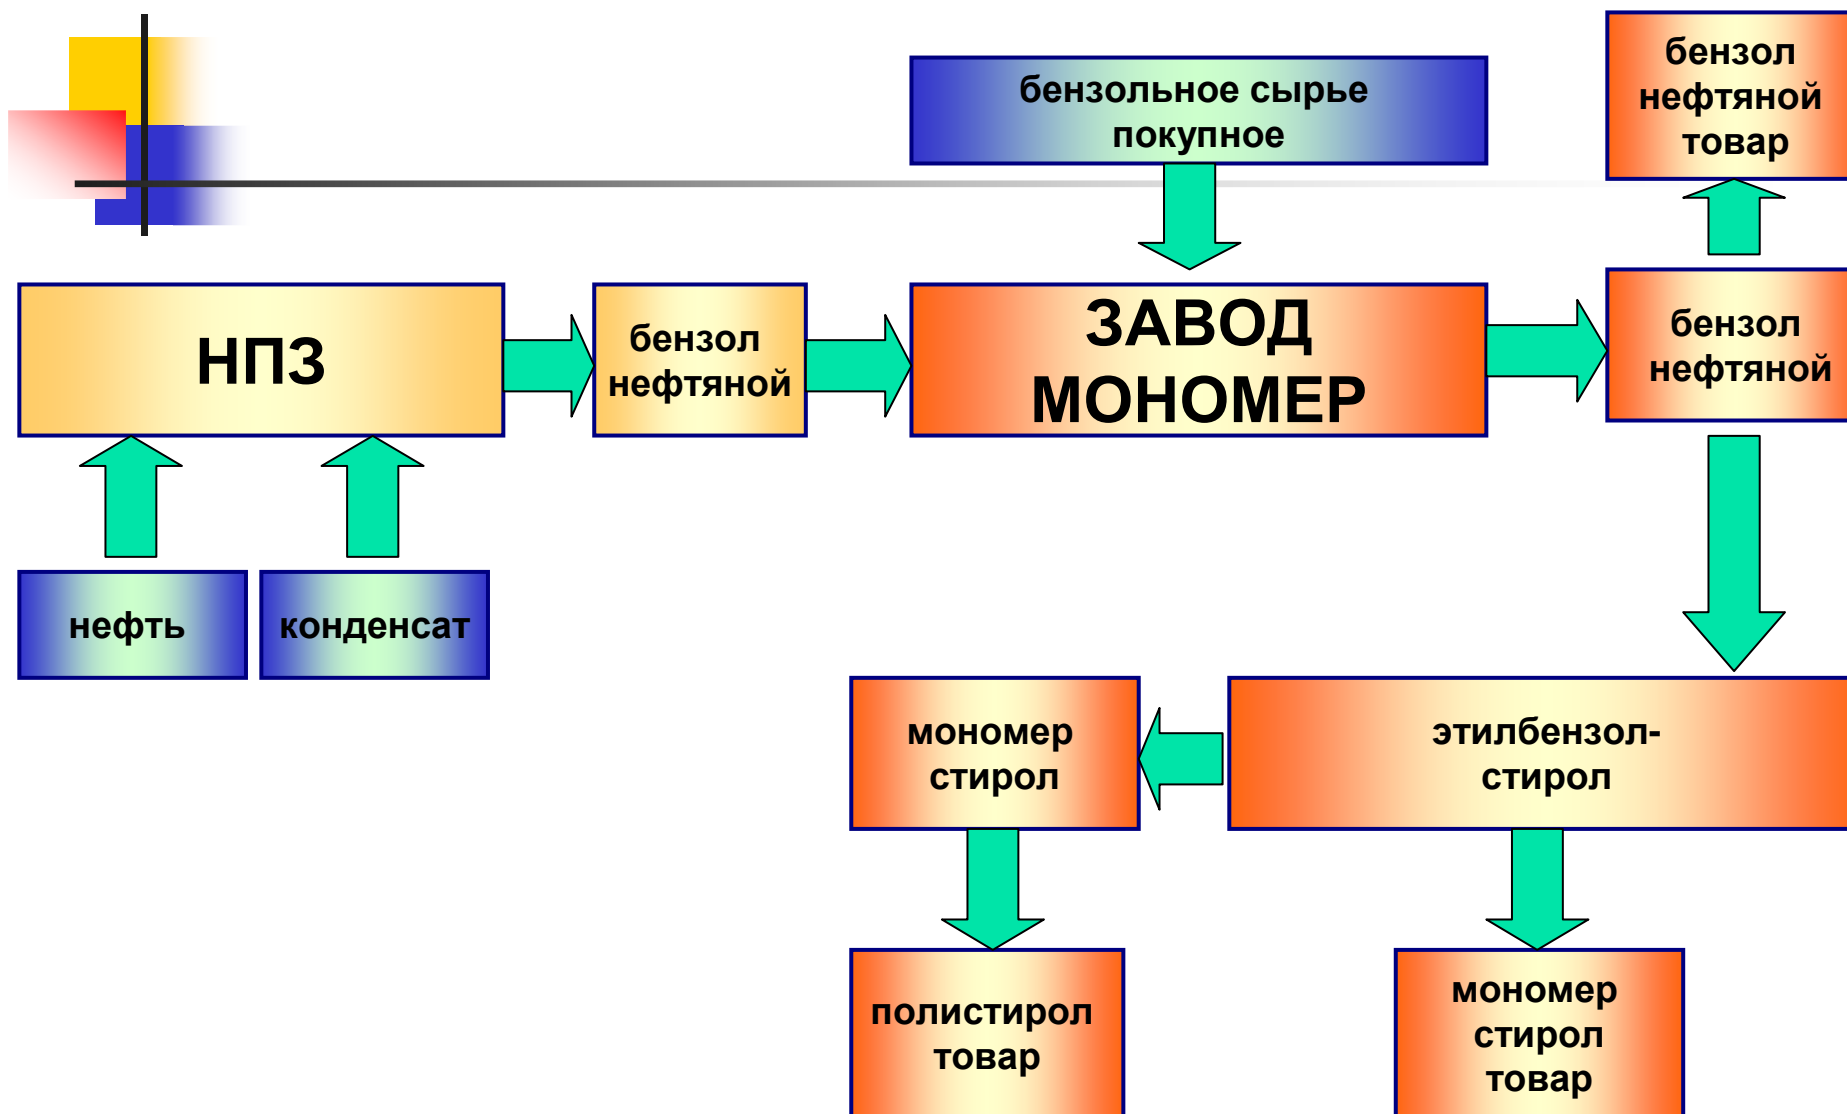 бензольное сырье
покупное
бензол
нефтяной
товар
НПЗ
бензол
нефтяной
ЗАВОД
МОНОМЕР
бензол
нефтяной
нефть
конденсат
мономер
стирол
этилбензол-
стирол
полистирол
товар
мономер
стирол
товар